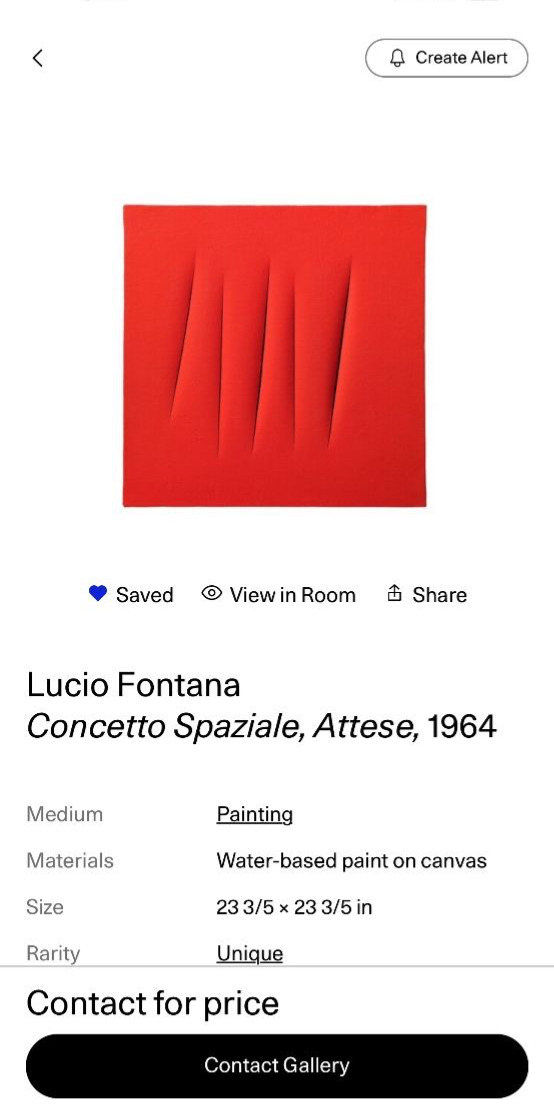 Create Alert
Saved View in Room Share
Lucio Fontana
Concetto Spaziale, Attese, 1964
Medium Painting
Materials Water-based paint on canvas
Size 23 3/5 × 23 3/5 in
Rarity Unique
Contact for price
Contact Gallery